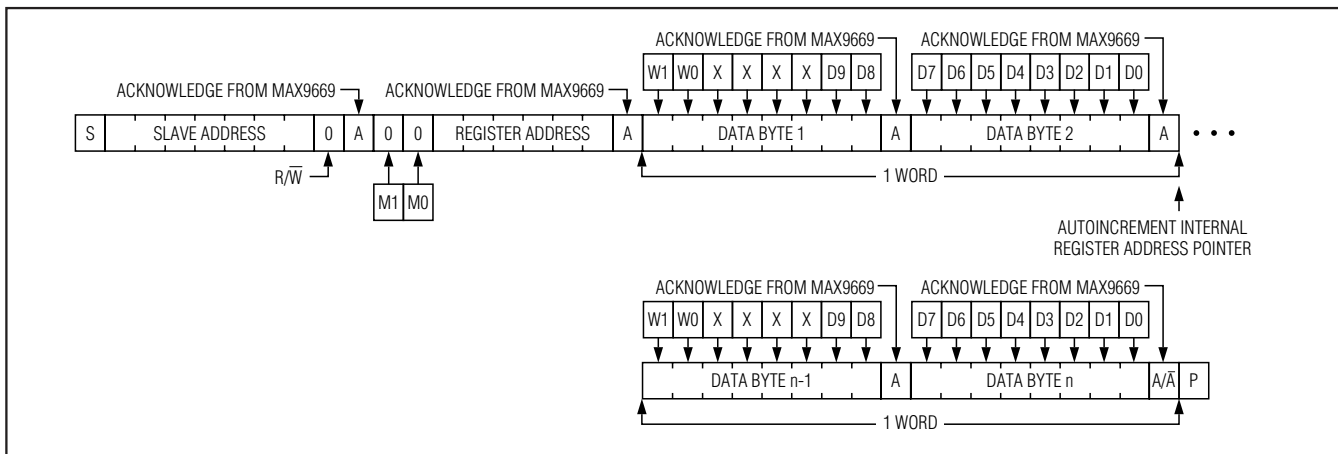 ACKNOWLEDGE FROM MAX9669 ACKNOWLEDGE FROM MAX9669
W1 W0 X X X X D9 D8 D7 D6 D5 D4 D3 D2 D1 D0
ACKNOWLEDGE FROM MAX9669 ACKNOWLEDGE FROM MAX9669
S SLAVE ADDRESS 0 A 0 0 REGISTER ADDRESS A DATA BYTE 1 A DATA BYTE 2 A • • •
R/W̅ 1 WORD
M1 M0
AUTOINCREMENT INTERNAL
REGISTER ADDRESS POINTER
ACKNOWLEDGE FROM MAX9669 ACKNOWLEDGE FROM MAX9669
W1 W0 X X X X D9 D8 D7 D6 D5 D4 D3 D2 D1 D0
DATA BYTE n-1 A DATA BYTE n A/A̅ P
1 WORD